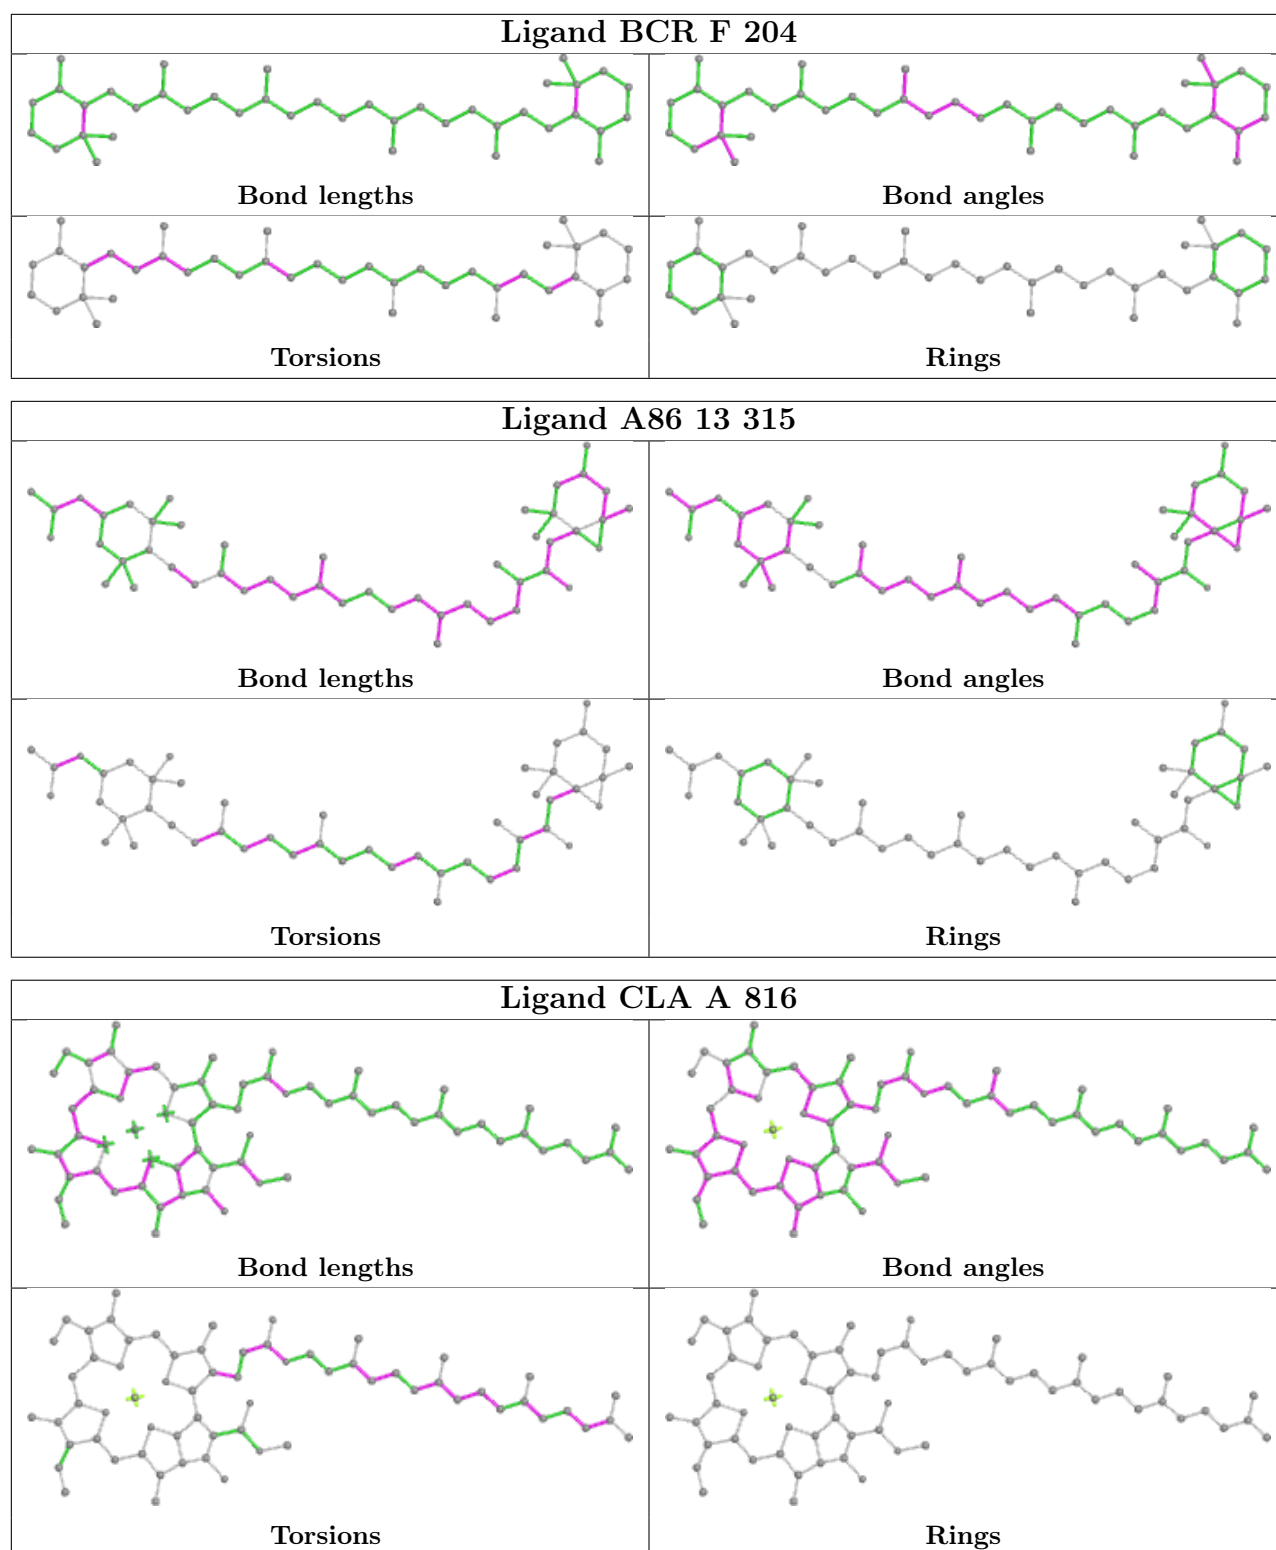 Ligand BCR F 204
Bond lengths
Bond angles
Torsions
Rings
Ligand A86 13 315
Bond lengths
Bond angles
Torsions
Rings
Ligand CLA A 816
Bond lengths
Bond angles
Torsions
Rings